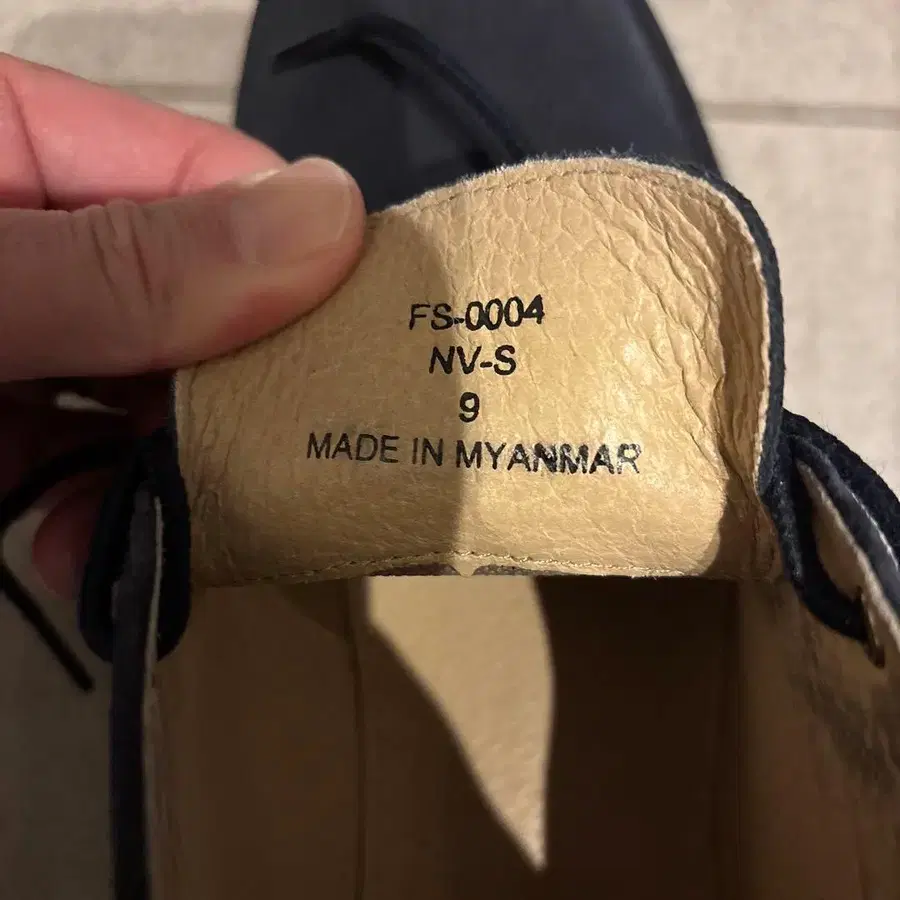 FS-0004
NV-S
9
MADE IN MYANMAR